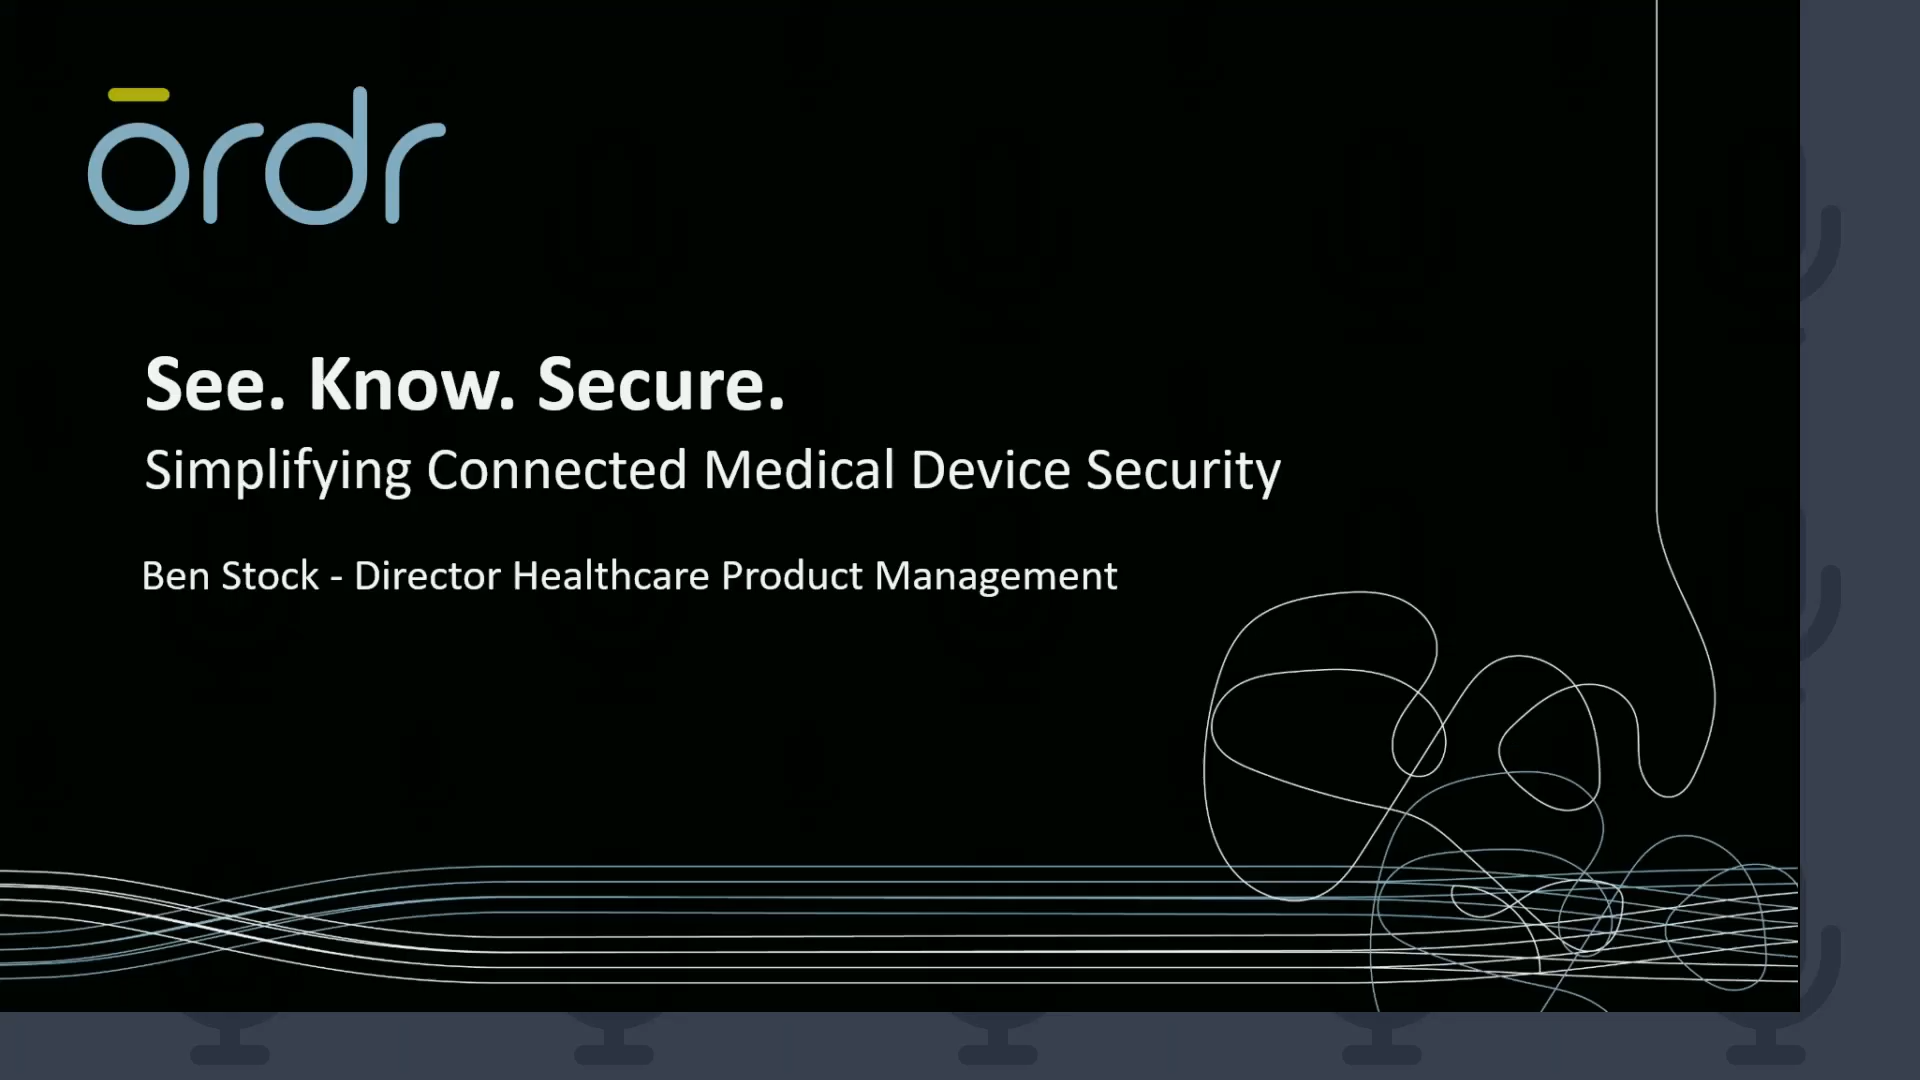 ordr
See. Know. Secure.
Simplifying Connected Medical Device Security
Ben Stock - Director Healthcare Product Management